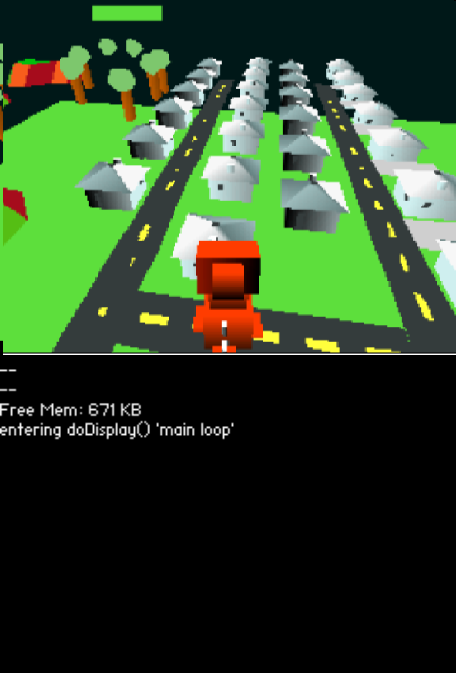 --
--
Free Mem: 671 KB
entering doDisplay() 'main loop'